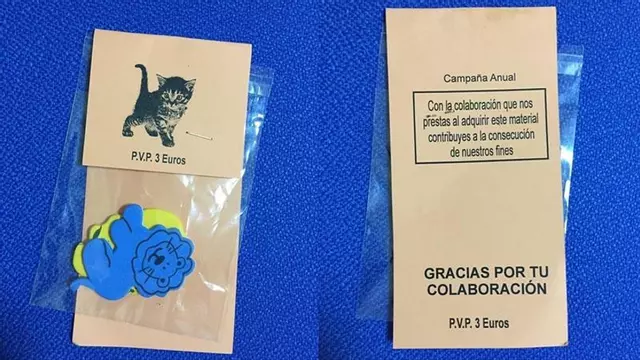 P.V.P. 3 Euros
Campaña Anual
Con la colaboración que nos
prestas al adquirir este material
contribuyes a la consecución
de nuestros fines
GRACIAS POR TU
COLABORACIÓN
P.V.P. 3 Euros